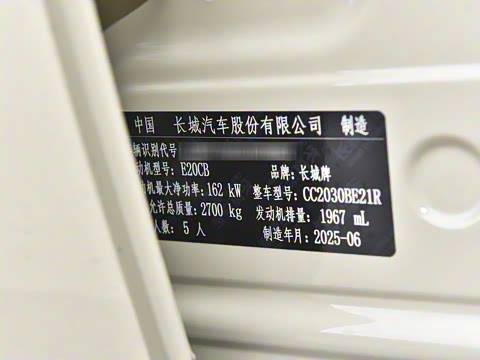 中国 长城汽车股份有限公司 制造
辆识别代号
动机型号: E20CB 品牌: 长城牌
机最大净功率: 162 kW 整车型号: CC2030BE21R
允许总质量: 2700 kg 发动机排量: 1967 mL
人数: 5 人 制造年月: 2025-06